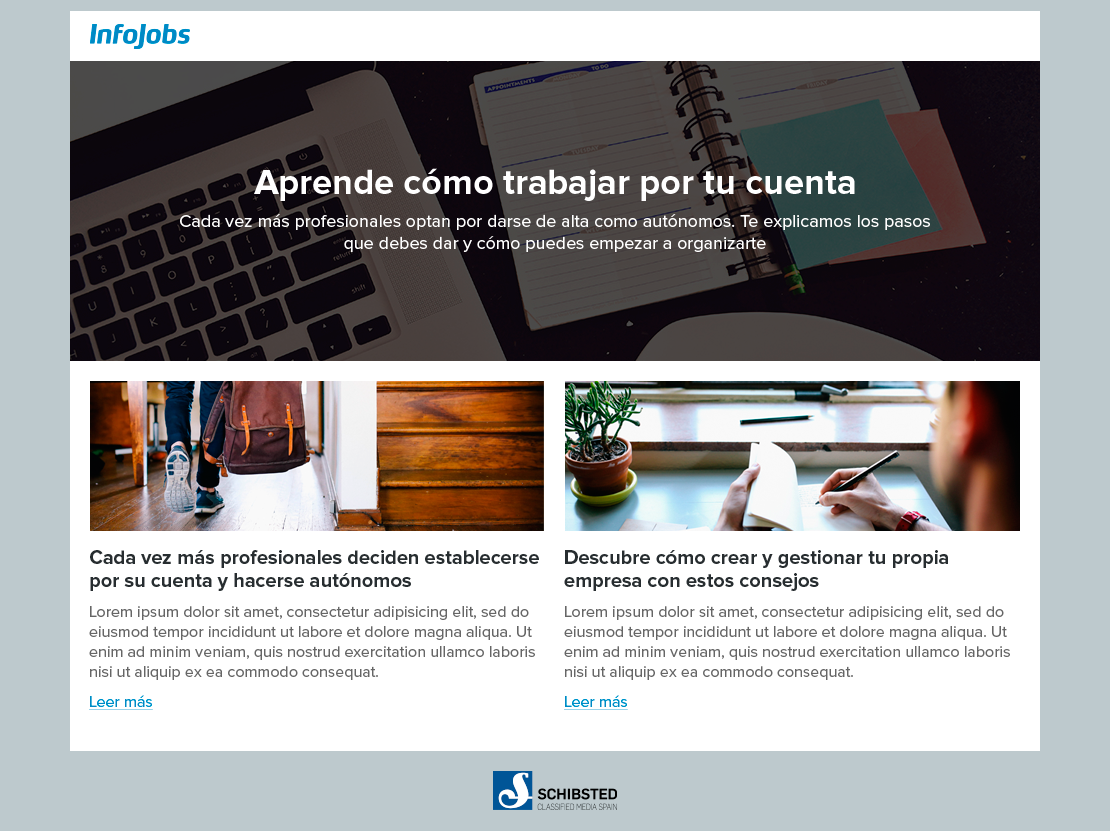 InfoJobs
APPOINTMENTS
TO DO
return
shift
Aprende cómo trabajar por tu cuenta
Cada vez más profesionales optan por darse de alta como autónomos. Te explicamos los pasos
que debes dar y cómo puedes empezar a organizarte
Cada vez más profesionales deciden establecerse
por su cuenta y hacerse autónomos
Lorem ipsum dolor sit amet, consectetur adipisicing elit, sed do
eiusmod tempor incididunt ut labore et dolore magna aliqua. Ut
enim ad minim veniam, quis nostrud exercitation ullamco laboris
nisi ut aliquip ex ea commodo consequat.
Leer más
Descubre cómo crear y gestionar tu propia
empresa con estos consejos
Lorem ipsum dolor sit amet, consectetur adipisicing elit, sed do
eiusmod tempor incididunt ut labore et dolore magna aliqua. Ut
enim ad minim veniam, quis nostrud exercitation ullamco laboris
nisi ut aliquip ex ea commodo consequat.
Leer más
SCHIBSTED
CLASSIFIED MEDIA SPAIN